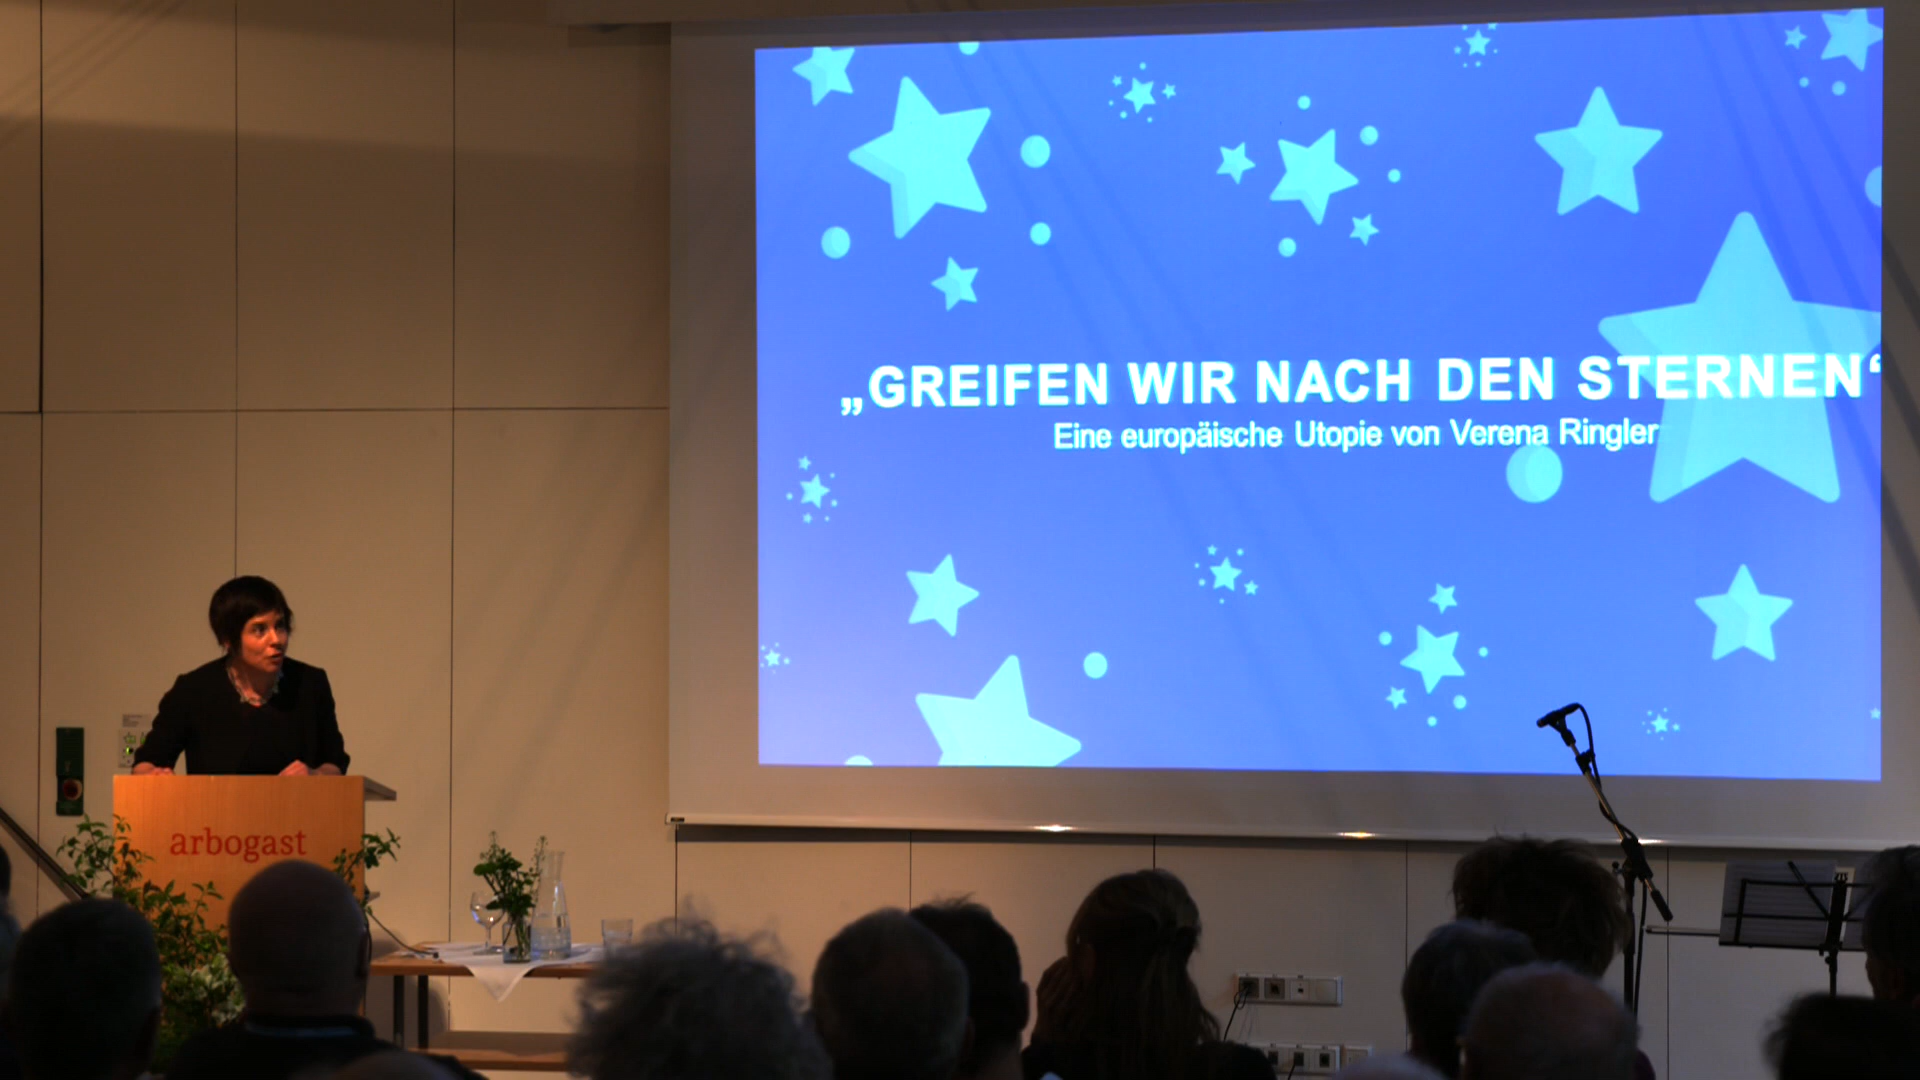 „GREIFEN WIR NACH DEN STERNEN“
Eine europäische Utopie von Verena Ringler
arbogast